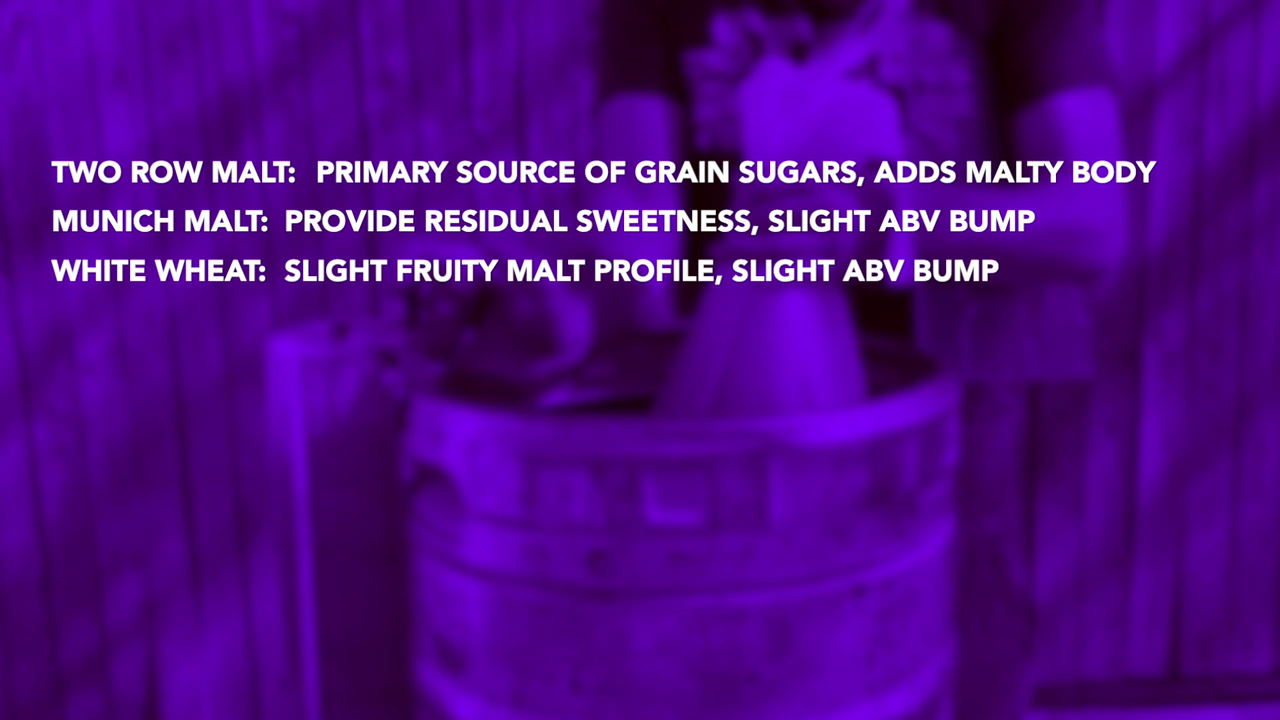 TWO ROW MALT: PRIMARY SOURCE OF GRAIN SUGARS, ADDS MALTY BODY
MUNICH MALT: PROVIDE RESIDUAL SWEETNESS, SLIGHT ABV BUMP
WHITE WHEAT: SLIGHT FRUITY MALT PROFILE, SLIGHT ABV BUMP